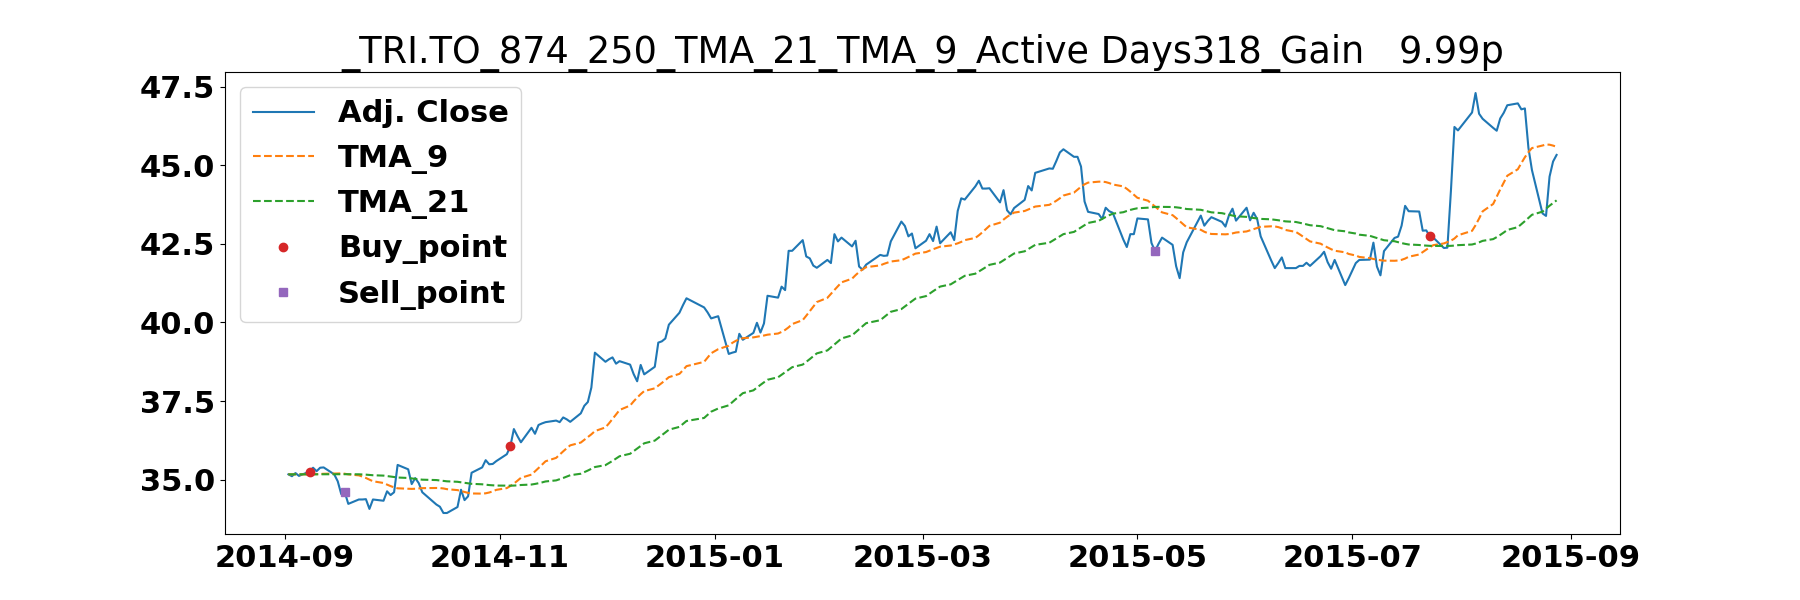 _TRI.TO_874_250_TMA_21_TMA_9_Active Days318_Gain   9.99p
47.5
45.0
42.5
40.0
37.5
35.0
Adj. Close
TMA_9
TMA_21
Buy_point
Sell_point
2014-09 2014-11 2015-01 2015-03 2015-05 2015-07 2015-09